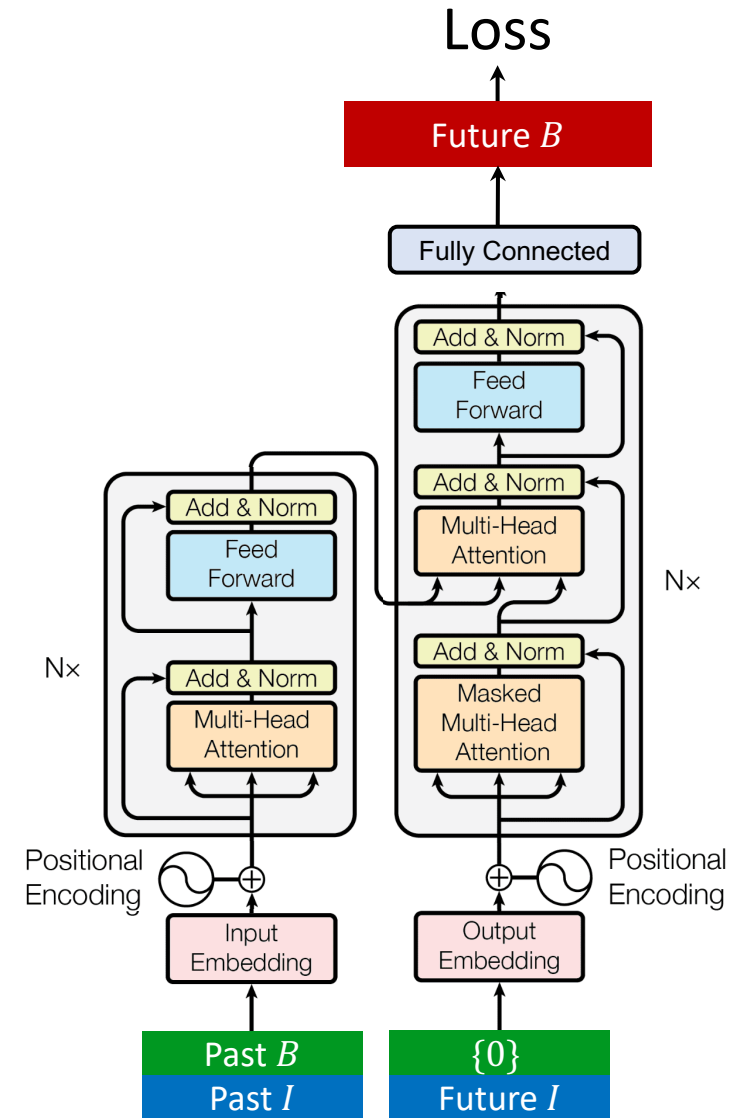 Loss
Future B
Fully Connected
Add & Norm
Feed
Forward
Add & Norm
Multi-Head
Attention
Nx
Add & Norm
Masked
Multi-Head
Attention
Add & Norm
Feed
Forward
Nx
Add & Norm
Multi-Head
Attention
Positional
Encoding
Positional
Encoding
Input
Embedding
Output
Embedding
Past B
Past I
{0}
Future I